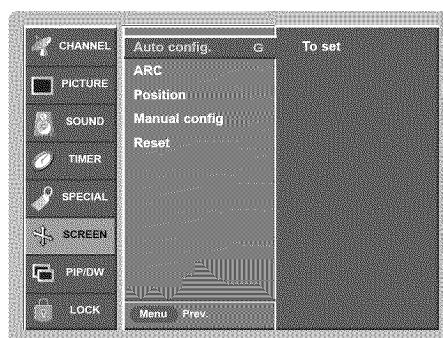 CHANNEL
PICTURE
SOUND
TIMER
SPECIAL
SCREEN
PIP/DW
LOCK
Auto config. G
ARC
Position
Manual config
Reset
Menu Prev.
To set